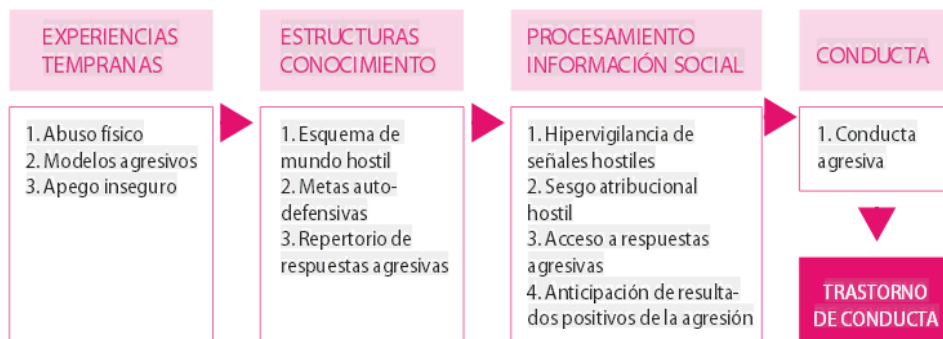 EXPERIENCIAS
TEMPRANAS
1. Abuso físico
2. Modelos agresivos
3. Apego inseguro
ESTRUCTURAS
CONOCIMIENTO
1. Esquema de
mundo hostil
2. Metas auto-
defensivas
3. Repertorio de
respuestas agresivas
PROCESAMIENTO
INFORMACIÓN SOCIAL
1. Hipervigilancia de
señales hostiles
2. Sesgo atribucional
hostil
3. Acceso a respuestas
agresivas
4. Anticipación de resulta-
dos positivos de la agresión
CONDUCTA
1. Conducta
agresiva
TRASTORNO
DE CONDUCTA